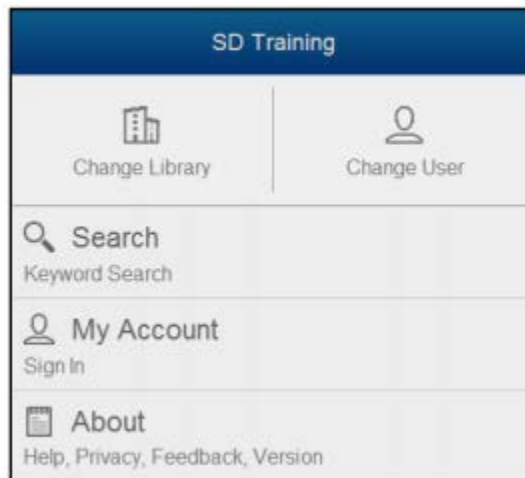 SD Training
Change Library
Change User
Search
Keyword Search
My Account
Sign In
About
Help, Privacy, Feedback, Version